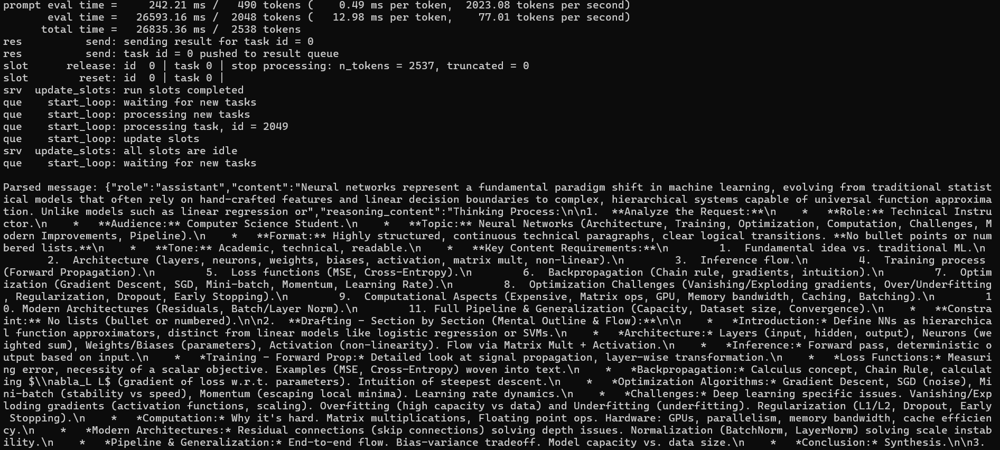 prompt eval time =     242.21 ms /   490 tokens (    0.49 ms per token,  2023.08 tokens per second)
       eval time =   26593.16 ms /  2048 tokens (   12.98 ms per token,    77.01 tokens per second)
      total time =   26835.36 ms /  2538 tokens
res          send: sending result for task id = 0
res          send: task id = 0 pushed to result queue
slot      release: id  0 | task 0 | stop processing: n_tokens = 2537, truncated = 0
slot        reset: id  0 | task 0 |
srv  update_slots: run slots completed
que    start_loop: waiting for new tasks
que    start_loop: processing new tasks
que    start_loop: processing task, id = 2049
que    start_loop: update slots
srv  update_slots: all slots are idle
que    start_loop: waiting for new tasks

Parsed message: {"role":"assistant","content":"Neural networks represent a fundamental paradigm shift in machine learning, evolving from traditional statist
ical models that often rely on hand-crafted features and linear decision boundaries to complex, hierarchical systems capable of universal function approxima
tion. Unlike models such as linear regression or","reasoning_content":"Thinking Process:\n\n1.  **Analyze the Request:**\n    *   **Role:** Technical Instru
ctor.\n    *   **Audience:** Computer Science Student.\n    *   **Topic:** Neural Networks (Architecture, Training, Optimization, Computation, Challenges, M
odern Improvements, Pipeline).\n    *   **Format:** Highly structured, continuous technical paragraphs, clear logical transitions. **No bullet points or num
bered lists.**\n    *   **Tone:** Academic, technical, readable.\n    *   **Key Content Requirements:**\n        1.  Fundamental idea vs. traditional ML.\n
       2.  Architecture (layers, neurons, weights, biases, activation, matrix mult, non-linear).\n        3.  Inference flow.\n        4.  Training process
(Forward Propagation).\n        5.  Loss functions (MSE, Cross-Entropy).\n        6.  Backpropagation (Chain rule, gradients, intuition).\n        7.  Optim
ization (Gradient Descent, SGD, Mini-batch, Momentum, Learning Rate).\n        8.  Optimization Challenges (Vanishing/Exploding gradients, Over/Underfitting
, Regularization, Dropout, Early Stopping).\n        9.  Computational Aspects (Expensive, Matrix ops, GPU, Memory bandwidth, Caching, Batching).\n        1
0. Modern Architectures (Residuals, Batch/Layer Norm).\n        11. Full Pipeline & Generalization (Capacity, Dataset size, Convergence).\n    *   **Constra
int:** No lists (bullet or numbered).\n\n2.  **Drafting - Section by Section (Mental Outline & Flow):**\n\n    *   *Introduction:* Define NNs as hierarchica
l function approximators, distinct from linear models like logistic regression or SVMs.\n    *   *Architecture:* Layers (input, hidden, output), Neurons (we
ighted sum), Weights/Biases (parameters), Activation (non-linearity). Flow via Matrix Mult + Activation.\n    *   *Inference:* Forward pass, deterministic o
utput based on input.\n    *   *Training - Forward Prop:* Detailed look at signal propagation, layer-wise transformation.\n    *   *Loss Functions:* Measuri
ng error, necessity of a scalar objective. Examples (MSE, Cross-Entropy) woven into text.\n    *   *Backpropagation:* Calculus concept, Chain Rule, calculat
ing $\\nabla_L L$ (gradient of loss w.r.t. parameters). Intuition of steepest descent.\n    *   *Optimization Algorithms:* Gradient Descent, SGD (noise), Mi
ni-batch (stability vs speed), Momentum (escaping local minima). Learning rate dynamics.\n    *   *Challenges:* Deep learning specific issues. Vanishing/Exp
loding gradients (activation functions, scaling). Overfitting (high capacity vs data) and Underfitting (underfitting). Regularization (L1/L2, Dropout, Early
 Stopping).\n    *   *Computation:* Why it's hard. Matrix multiplications, Floating point ops. Hardware: GPUs, parallelism, memory bandwidth, cache efficien
cy.\n    *   *Modern Architectures:* Residual connections (skip connections) solving depth issues. Normalization (BatchNorm, LayerNorm) solving scale instab
ility.\n    *   *Pipeline & Generalization:* End-to-end flow. Bias-variance tradeoff. Model capacity vs. data size.\n    *   *Conclusion:* Synthesis.\n\n3.